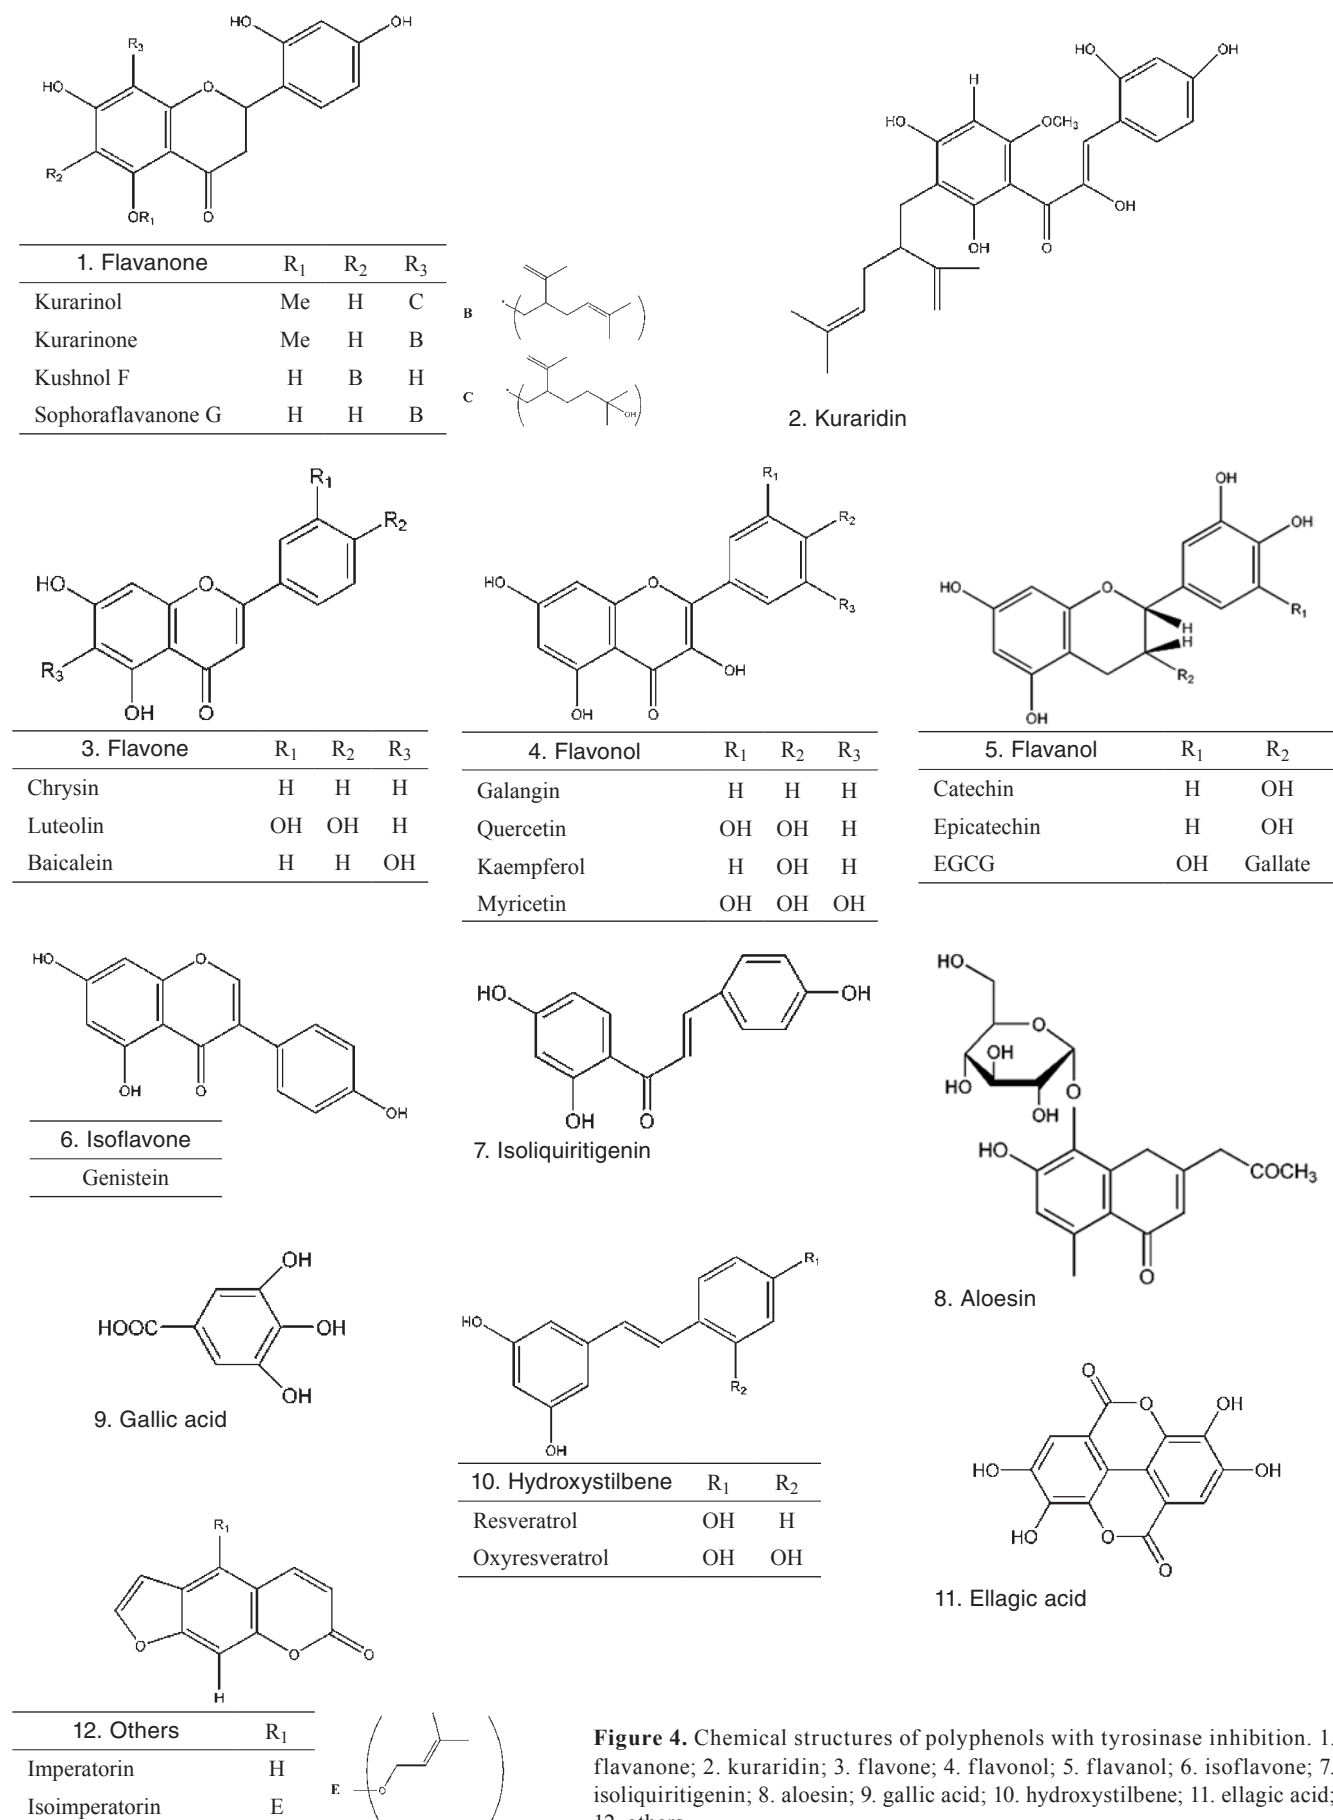 HO OH
R3
HO O
R2
OR1 O
1. Flavanone R1 R2 R3
Kurarinol Me H C
Kurarinone Me H B
Kushnol F H B H
Sophoraflavanone G H H B
B
C
OH
HO OH
H
HO OCH3
OH
OH O
2. Kuraridin
R1
R2
HO O
R3
OH O
3. Flavone R1 R2 R3
Chrysin H H H
Luteolin OH OH H
Baicalein H H OH
R1
R2
HO O
R3
OH
OH O
4. Flavonol R1 R2 R3
Galangin H H H
Quercetin OH OH H
Kaempferol H OH H
Myricetin OH OH OH
OH
OH
HO O
R1
H
H
R2
OH
5. Flavanol R1 R2
Catechin H OH
Epicatechin H OH
EGCG OH Gallate
HO O
OH O
OH
6. Isoflavone
Genistein
HO OH
OH O
7. Isoliquiritigenin
HO
O
OH
HO O
OH
HO
COCH3
O
8. Aloesin
OH
HOOC OH
OH
9. Gallic acid
R1
HO
R2
OH
10. Hydroxystilbene R1 R2
Resveratrol OH H
Oxyresveratrol OH OH
O
O OH
HO OH
HO O
O
11. Ellagic acid
R1
O O O
H
12. Others R1
Imperatorin H
Isoimperatorin E
E O
Figure 4. Chemical structures of polyphenols with tyrosinase inhibition. 1.
flavanone; 2. kuraridin; 3. flavone; 4. flavonol; 5. flavanol; 6. isoflavone; 7.
isoliquiritigenin; 8. aloesin; 9. gallic acid; 10. hydroxystilbene; 11. ellagic acid;